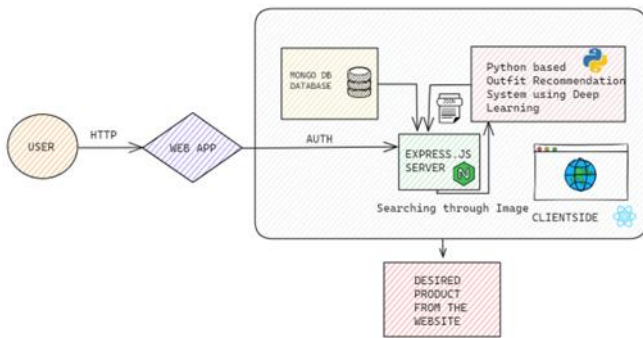 MONGO DB
DATABASE
Python based
Outfit Recommendation
System using Deep
Learning
JSON
HTTP
USER
WEB APP
AUTH
EXPRESS.JS
SERVER
Searching through Image
CLIENTSIDE
DESIRED
PRODUCT
FROM THE
WEBSITE